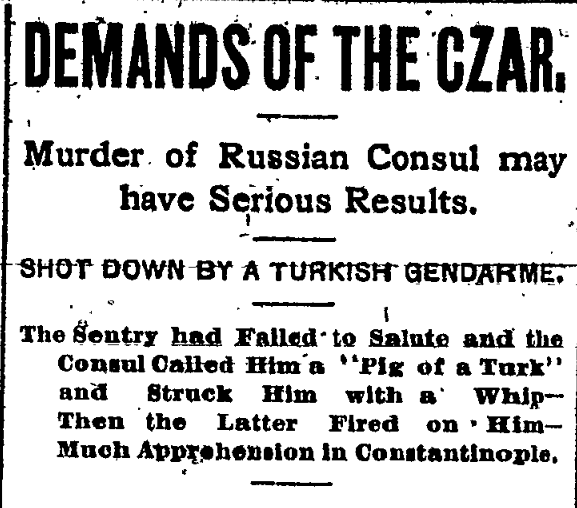 DEMANDS OF THE CZAR.
Murder of Russian Consul may
have Serious Results.
SHOT DOWN BY A TURKISH GENDARME.
The Sentry had Failed to Salute and the
Consul Called Him a "Pig of a Turk"
and Struck Him with a Whip—
Then the Latter Fired on Him—
Much Apprehension in Constantinople.